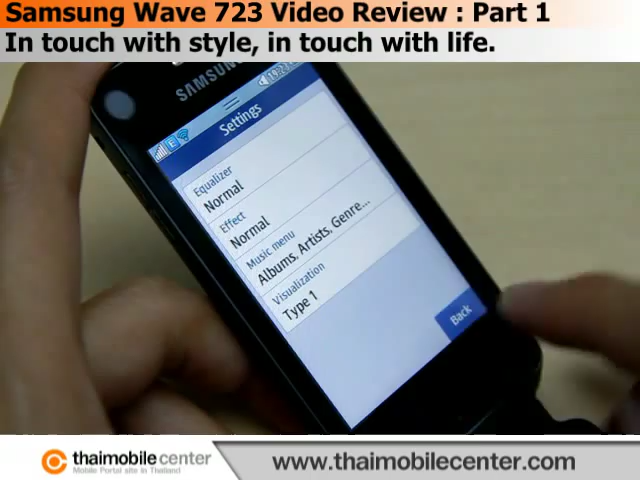 Samsung Wave 723 Video Review : Part 1
In touch with style, in touch with life.
SAMSUNG
Settings
Equalizer
Normal
Effect
Normal
Music menu
Albums, Artists, Genre...
Visualization
Type 1
Back
thaimobilecenter
Mobile Portal site in Thailand
www.thaimobilecenter.com